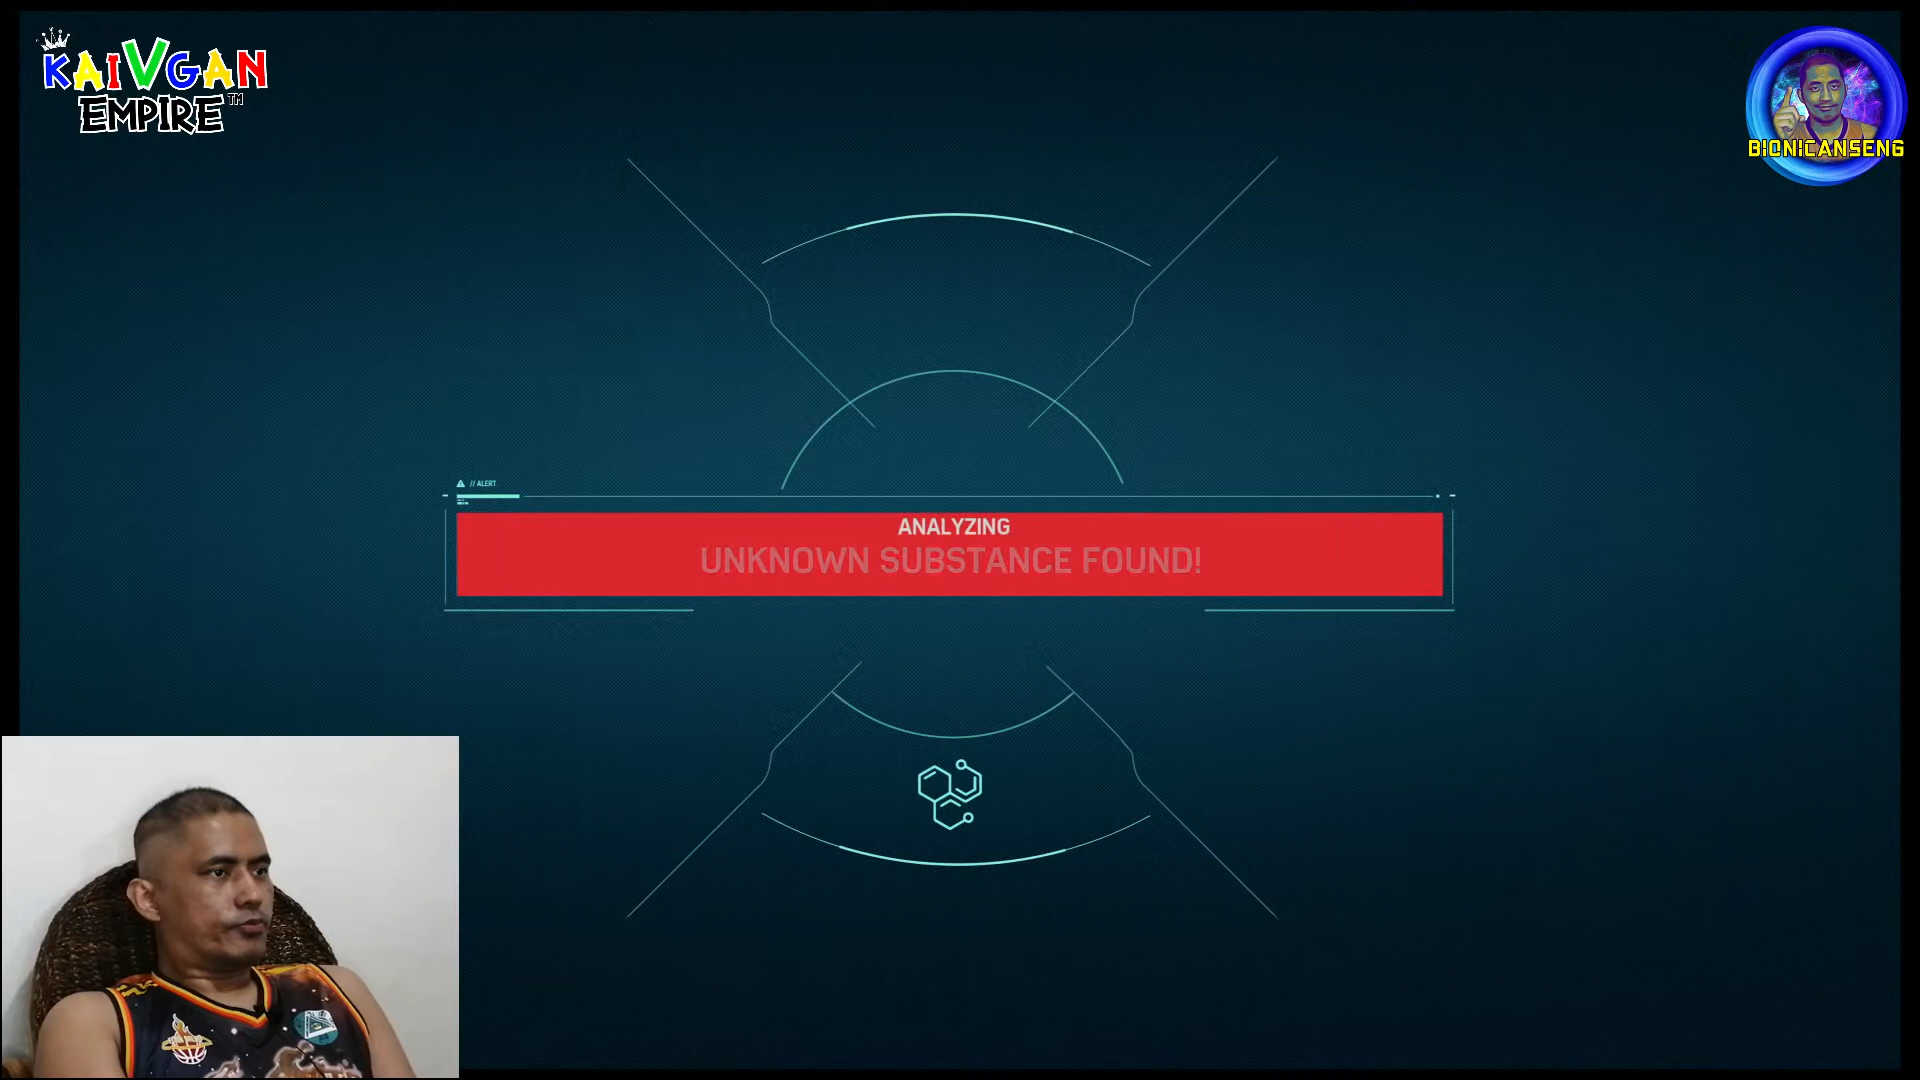 KAIVGAN
EMPIRE™
BIONICANSENG
// ALERT
ANALYZING
UNKNOWN SUBSTANCE FOUND!